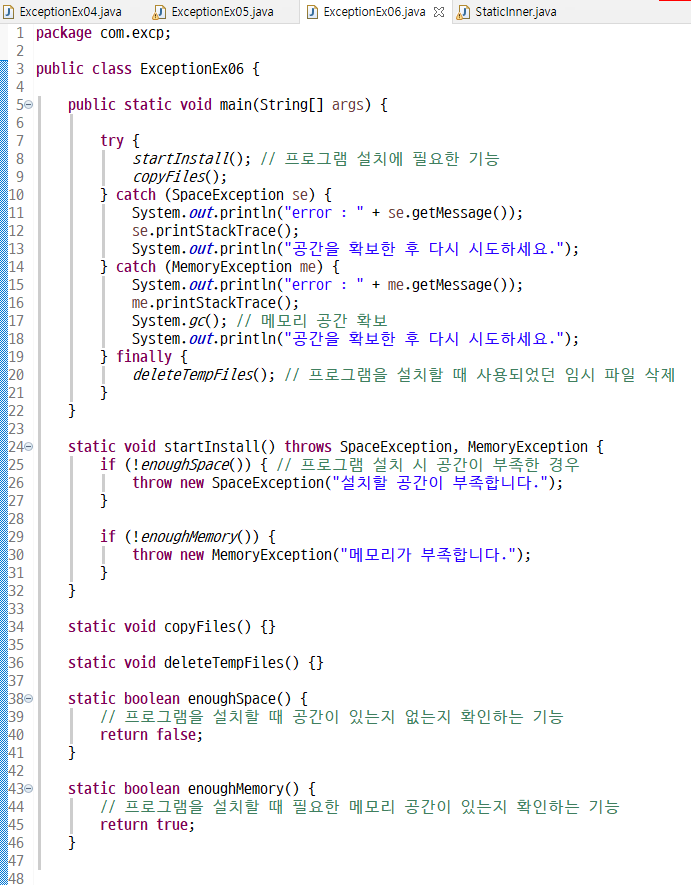 ExceptionEx04.java ExceptionEx05.java ExceptionEx06.java StaticInner.java
1 package com.excp;
2
3 public class ExceptionEx06 {
4
5 public static void main(String[] args) {
6
7 try {
8 startInstall(); // 프로그램 설치에 필요한 기능
9 copyFiles();
10 } catch (SpaceException se) {
11 System.out.println("error : " + se.getMessage());
12 se.printStackTrace();
13 System.out.println("공간을 확보한 후 다시 시도하세요.");
14 } catch (MemoryException me) {
15 System.out.println("error : " + me.getMessage());
16 me.printStackTrace();
17 System.gc(); // 메모리 공간 확보
18 System.out.println("공간을 확보한 후 다시 시도하세요.");
19 } finally {
20 deleteTempFiles(); // 프로그램을 설치할 때 사용되었던 임시 파일 삭제
21 }
22 }
23
24 static void startInstall() throws SpaceException, MemoryException {
25 if (!enoughSpace()) { // 프로그램 설치 시 공간이 부족한 경우
26 throw new SpaceException("설치할 공간이 부족합니다.");
27 }
28
29 if (!enoughMemory()) {
30 throw new MemoryException("메모리가 부족합니다.");
31 }
32 }
33
34 static void copyFiles() {}
35
36 static void deleteTempFiles() {}
37
38 static boolean enoughSpace() {
39 // 프로그램을 설치할 때 공간이 있는지 없는지 확인하는 기능
40 return false;
41 }
42
43 static boolean enoughMemory() {
44 // 프로그램을 설치할 때 필요한 메모리 공간이 있는지 확인하는 기능
45 return true;
46 }
47
48